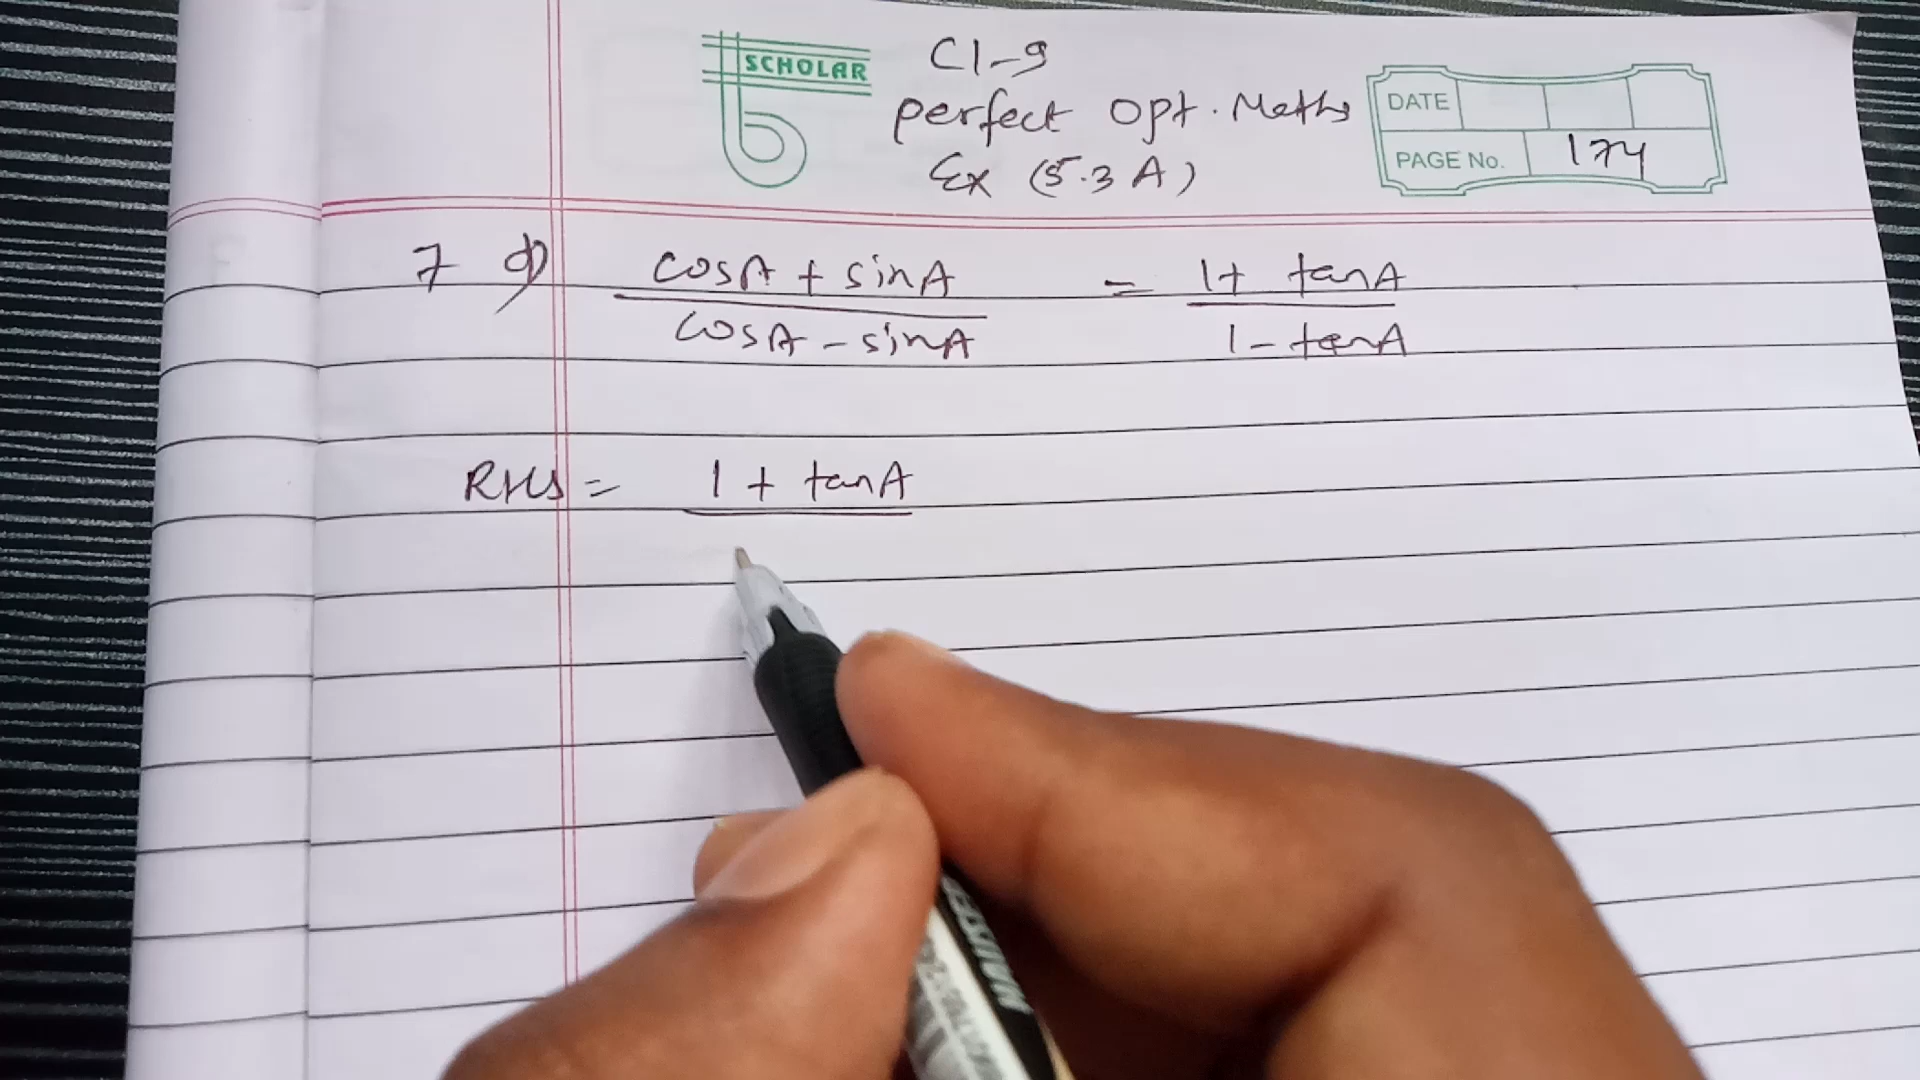 SCHOLAR
Cl-9
perfect Opt. Maths
Ex (5.3 A)
DATE
PAGE No. 174
7 d) cosA + sinA = 1 + tanA
cosA - sinA 1 - tanA
RHS = 1 + tanA